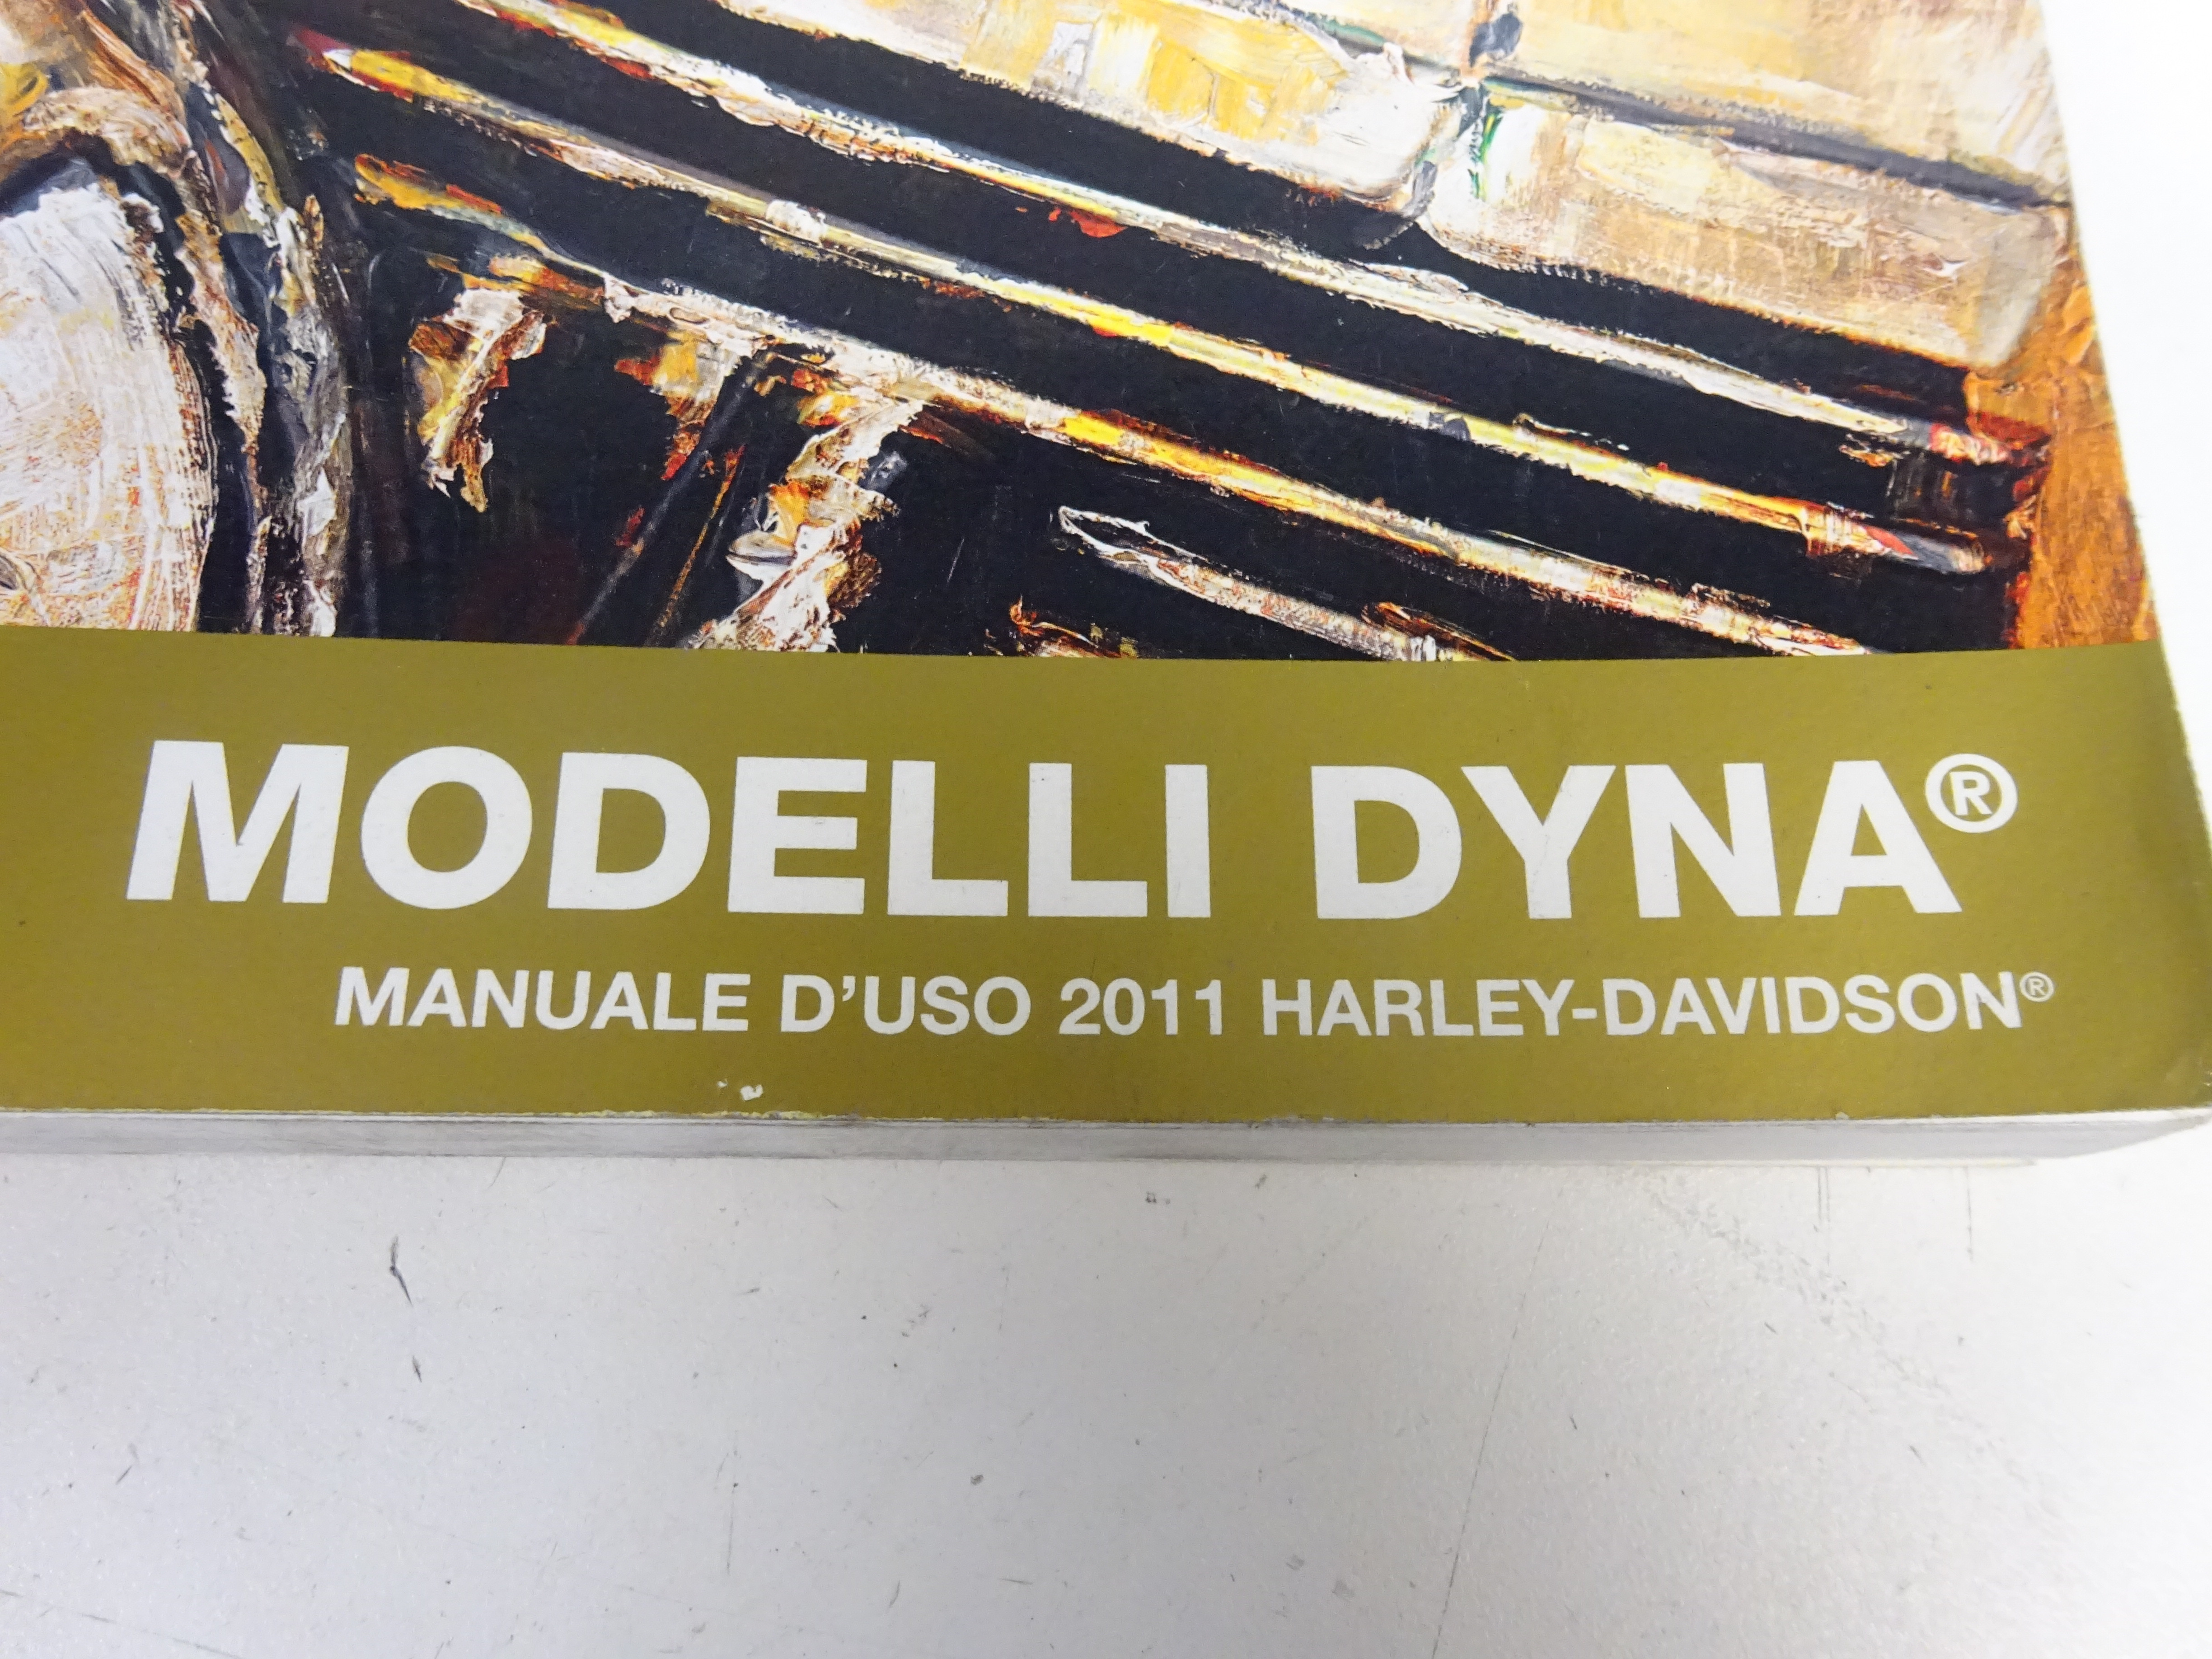 MODELLI DYNA®
MANUALE D'USO 2011 HARLEY-DAVIDSON®